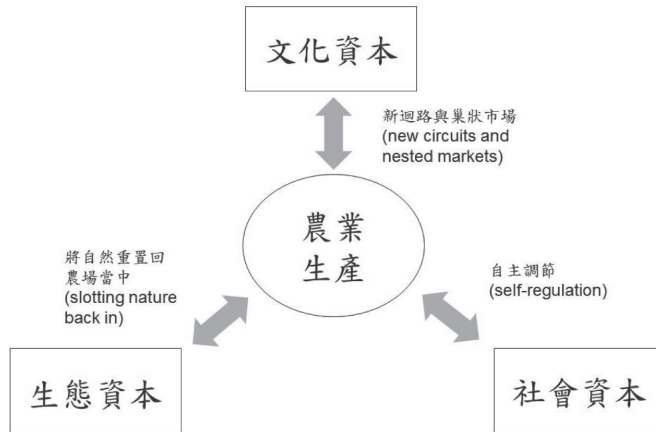 文化資本
新迴路與巢狀市場
(new circuits and
nested markets)
農業
生產
將自然重置回
農場當中
(slotting nature
back in)
自主調節
(self-regulation)
生態資本
社會資本